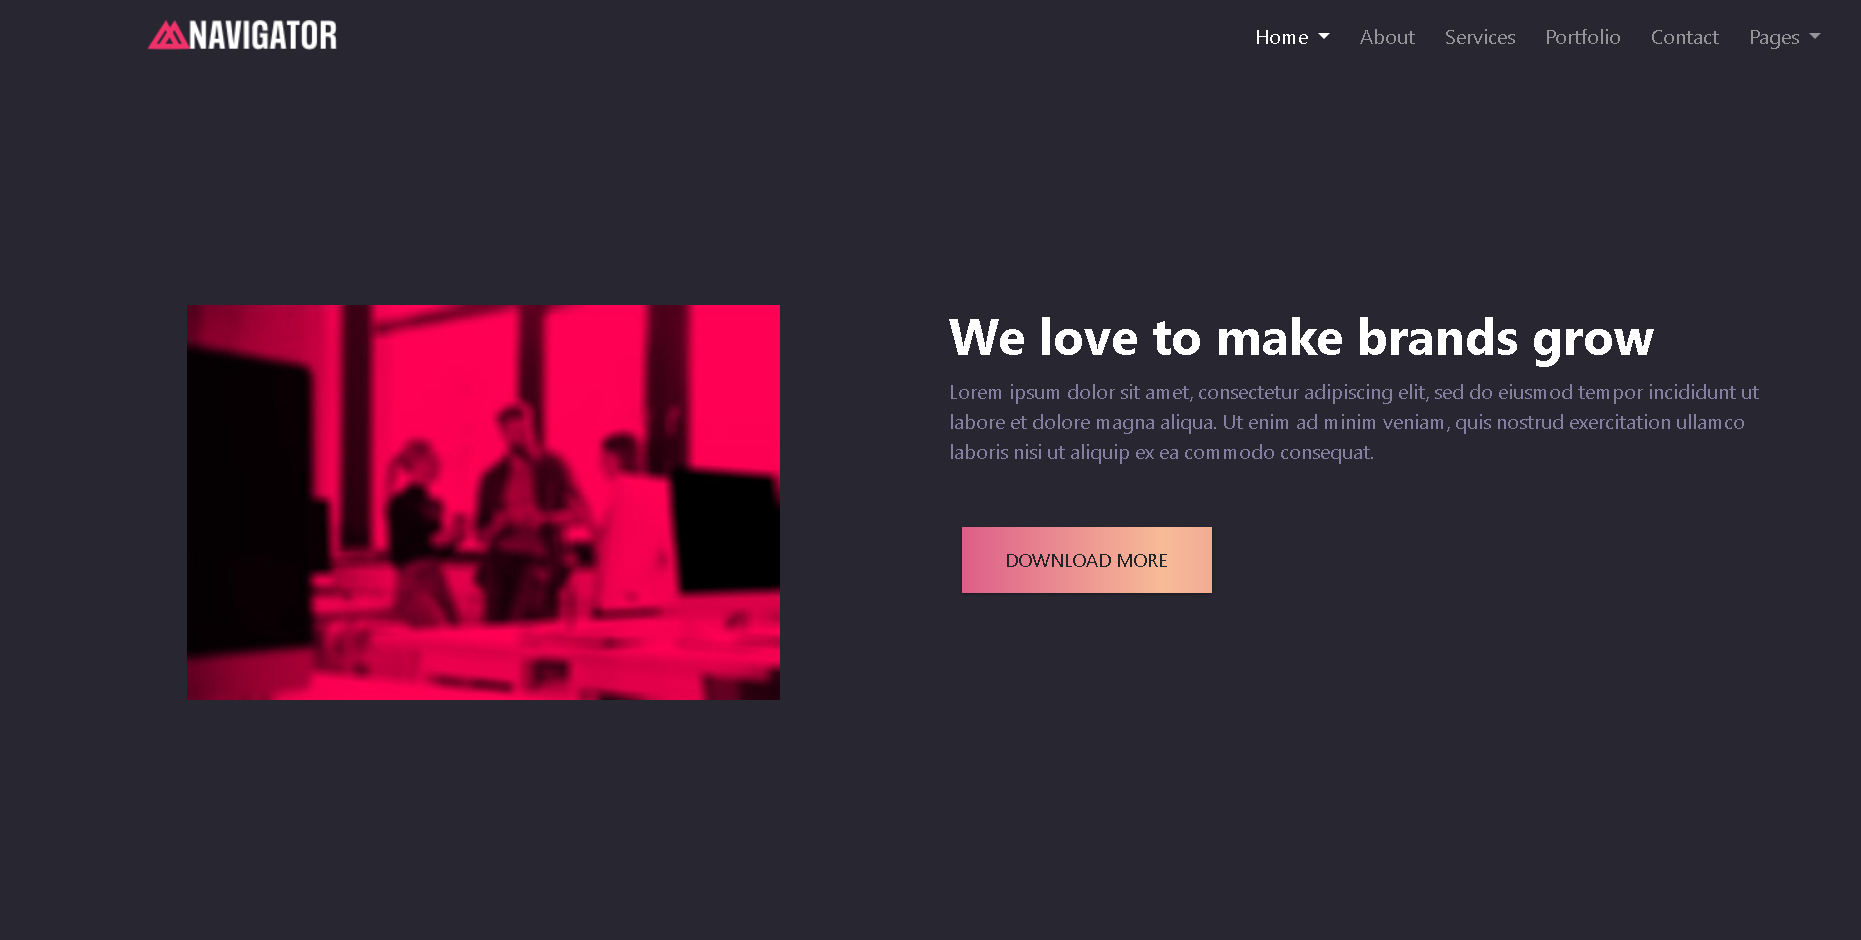 NAVIGATOR
Home About Services Portfolio Contact Pages
We love to make brands grow
Lorem ipsum dolor sit amet, consectetur adipiscing elit, sed do eiusmod tempor incididunt ut
labore et dolore magna aliqua. Ut enim ad minim veniam, quis nostrud exercitation ullamco
laboris nisi ut aliquip ex ea commodo consequat.
DOWNLOAD MORE